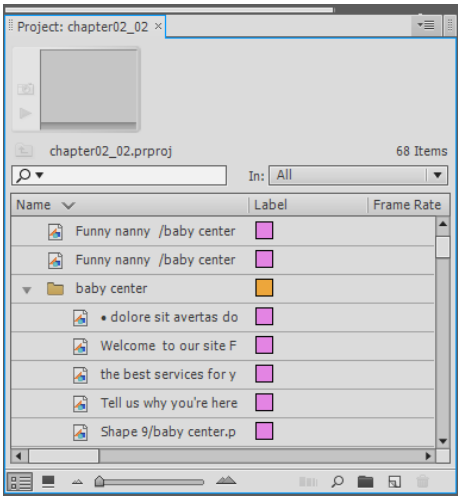 Project: chapter02_02 ×
chapter02_02.prproj 68 Items
In: All
Name Label Frame Rate
Funny nanny /baby center
Funny nanny /baby center
baby center
• dolore sit avertas do
Welcome to our site F
the best services for y
Tell us why you're here
Shape 9/baby center.p